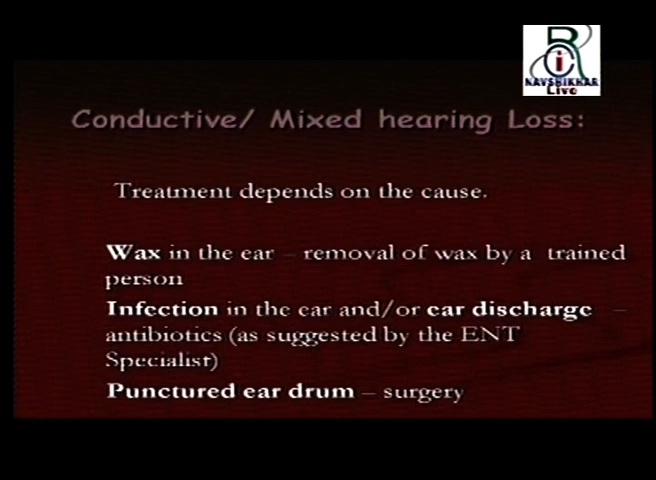 RCi
NAVSHIKHAR
Live
Conductive/ Mixed hearing Loss:
Treatment depends on the cause.
Wax in the ear – removal of wax by a trained
person
Infection in the ear and/or ear discharge –
antibiotics (as suggested by the ENT
Specialist)
Punctured ear drum – surgery